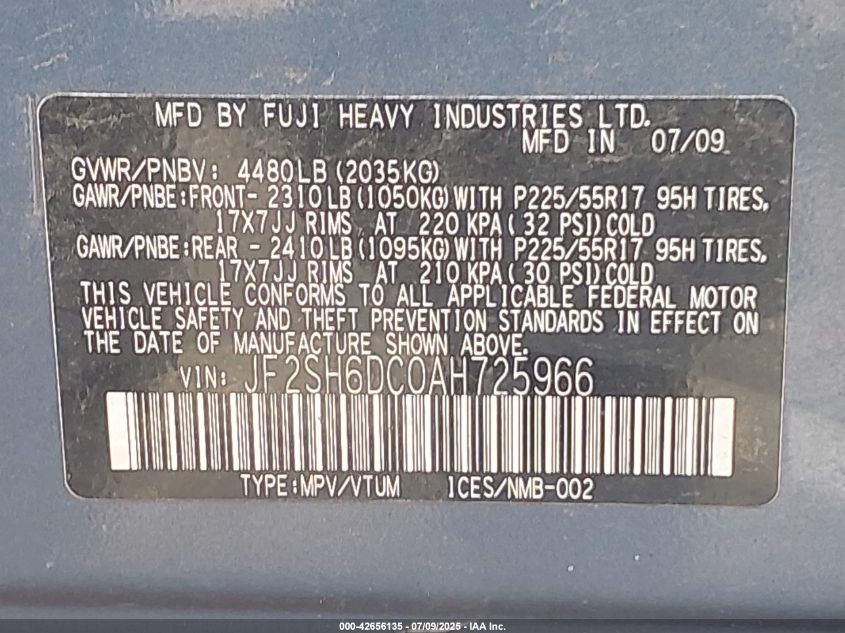 MFD BY FUJI HEAVY INDUSTRIES LTD.
MFD IN 07/09
GVWR/PNBV: 4480LB (2035KG)
GAWR/PNBE:FRONT- 2310LB (1050KG) WITH P225/55R17 95H TIRES,
17X7JJ RIMS, AT 220 KPA( 32 PSI) COLD
GAWR/PNBE:REAR - 2410LB (1095KG) WITH P225/55R17 95H TIRES,
17X7JJ RIMS, AT 210 KPA( 30 PSI) COLD
THIS VEHICLE CONFORMS TO ALL APPLICABLE FEDERAL MOTOR
VEHICLE SAFETY AND THEFT PREVENTION STANDARDS IN EFFECT ON
THE DATE OF MANUFACTURE SHOWN ABOVE.
VIN: JF2SH6DC0AH725966
TYPE:MPV/VTUM ICES/NMB-002
000-42656135 - 07/09/2025 - IAA Inc.